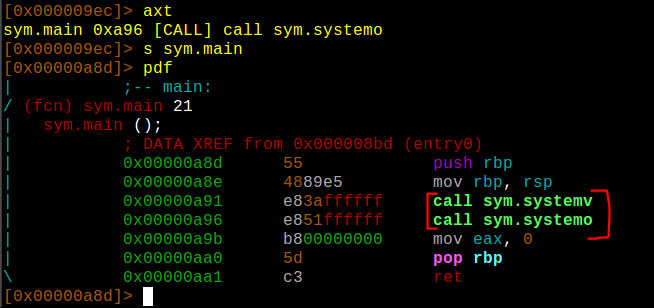 [0x000009ec]> axt
sym.main 0xa96 [CALL] call sym.systemo
[0x000009ec]> s sym.main
[0x00000a8d]> pdf
|           ;-- main:
/ (fcn) sym.main 21
|   sym.main ();
|           ; DATA XREF from 0x000008bd (entry0)
|           0x00000a8d      55             push rbp
|           0x00000a8e      4889e5         mov rbp, rsp
|           0x00000a91      e83affffff     call sym.systemv
|           0x00000a96      e851ffffff     call sym.systemo
|           0x00000a9b      b800000000     mov eax, 0
|           0x00000aa0      5d             pop rbp
\           0x00000aa1      c3             ret
[0x00000a8d]>